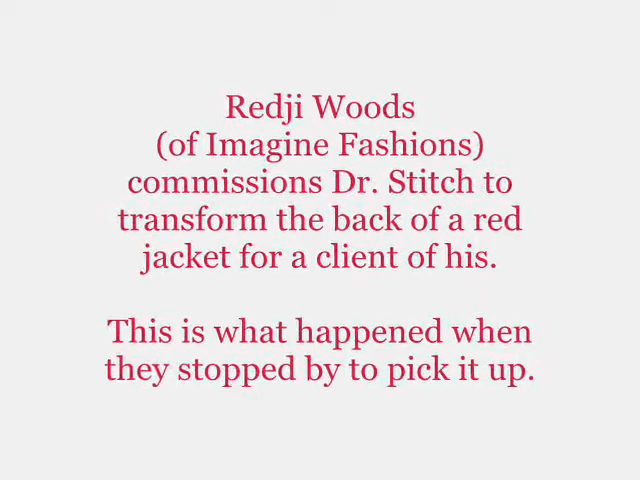 Redji Woods
(of Imagine Fashions)
commissions Dr. Stitch to
transform the back of a red
jacket for a client of his.
This is what happened when
they stopped by to pick it up.